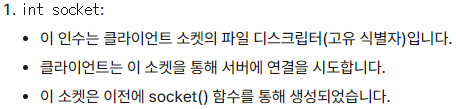 1. int socket:
• 이 인수는 클라이언트 소켓의 파일 디스크립터(고유 식별자)입니다.
• 클라이언트는 이 소켓을 통해 서버에 연결을 시도합니다.
• 이 소켓은 이전에 socket() 함수를 통해 생성되었습니다.